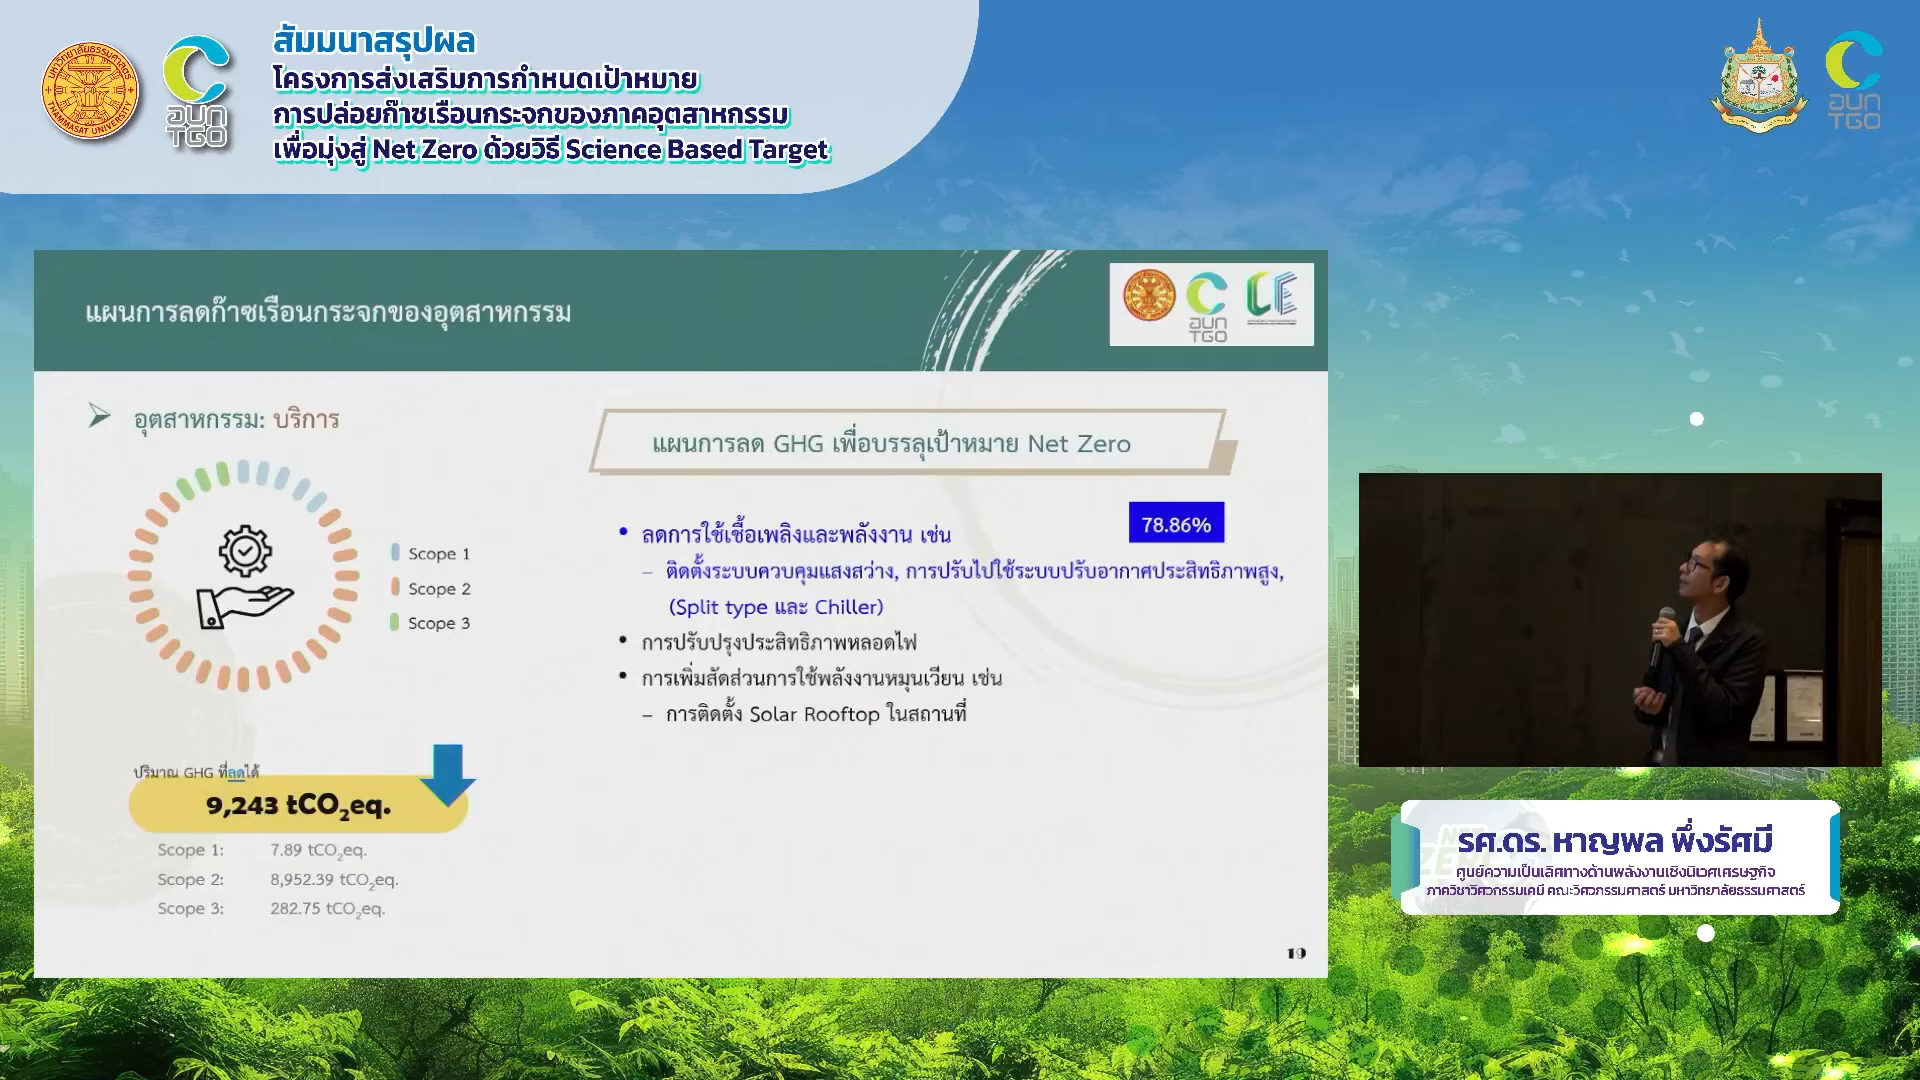 สัมมนาสรุปผล
โครงการส่งเสริมการกำหนดเป้าหมาย
การปล่อยก๊าซเรือนกระจกของภาคอุตสาหกรรม
เพื่อมุ่งสู่ Net Zero ด้วยวิธี Science Based Target
มหาวิทยาลัยธรรมศาสตร์
THAMMASAT UNIVERSITY
อบก
TGO
อบก
TGO
แผนการลดก๊าซเรือนกระจกของอุตสาหกรรม
อบก
TGO
อุตสาหกรรม: บริการ
Scope 1
Scope 2
Scope 3
ปริมาณ GHG ที่ลดได้
9,243 tCO₂eq.
Scope 1: 7.89 tCO₂eq.
Scope 2: 8,952.39 tCO₂eq.
Scope 3: 282.75 tCO₂eq.
แผนการลด GHG เพื่อบรรลุเป้าหมาย Net Zero
78.86%
• ลดการใช้เชื้อเพลิงและพลังงาน เช่น
– ติดตั้งระบบควบคุมแสงสว่าง, การปรับไปใช้ระบบปรับอากาศประสิทธิภาพสูง,
(Split type และ Chiller)
• การปรับปรุงประสิทธิภาพหลอดไฟ
• การเพิ่มสัดส่วนการใช้พลังงานหมุนเวียน เช่น
– การติดตั้ง Solar Rooftop ในสถานที่
19
รศ.ดร. หาญพล พึ่งรัศมี
ศูนย์ความเป็นเลิศทางด้านพลังงานเชิงนิเวศเศรษฐกิจ
ภาควิชาวิศวกรรมเคมี คณะวิศวกรรมศาสตร์ มหาวิทยาลัยธรรมศาสตร์